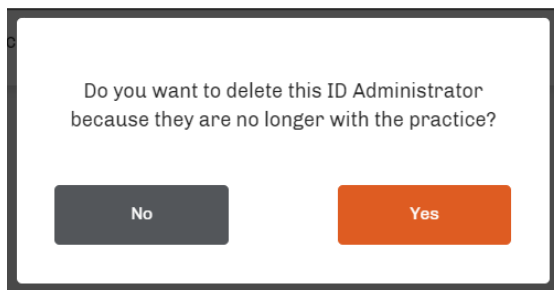 Do you want to delete this ID Administrator
because they are no longer with the practice?
No
Yes